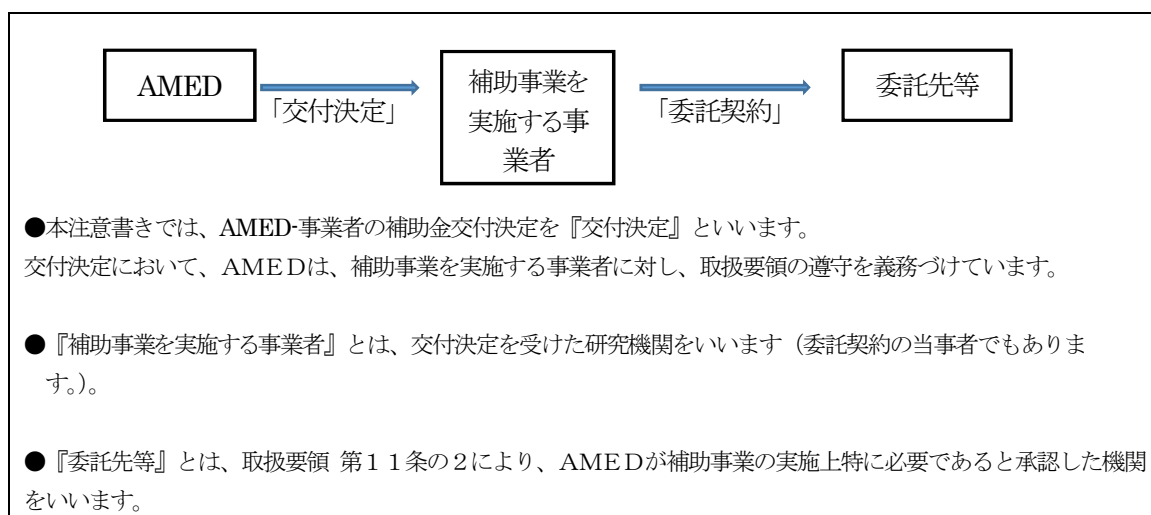 AMED
「交付決定」
補助事業を
実施する事
業者
「委託契約」
委託先等
●本注意書きでは、AMED-事業者の補助金交付決定を『交付決定』といいます。
交付決定において、ＡＭＥＤは、補助事業を実施する事業者に対し、取扱要領の遵守を義務づけています。
●『補助事業を実施する事業者』とは、交付決定を受けた研究機関をいいます（委託契約の当事者でもありま
す。）。
●『委託先等』とは、取扱要領 第１１条の２により、ＡＭＥＤが補助事業の実施上特に必要であると承認した機関
をいいます。